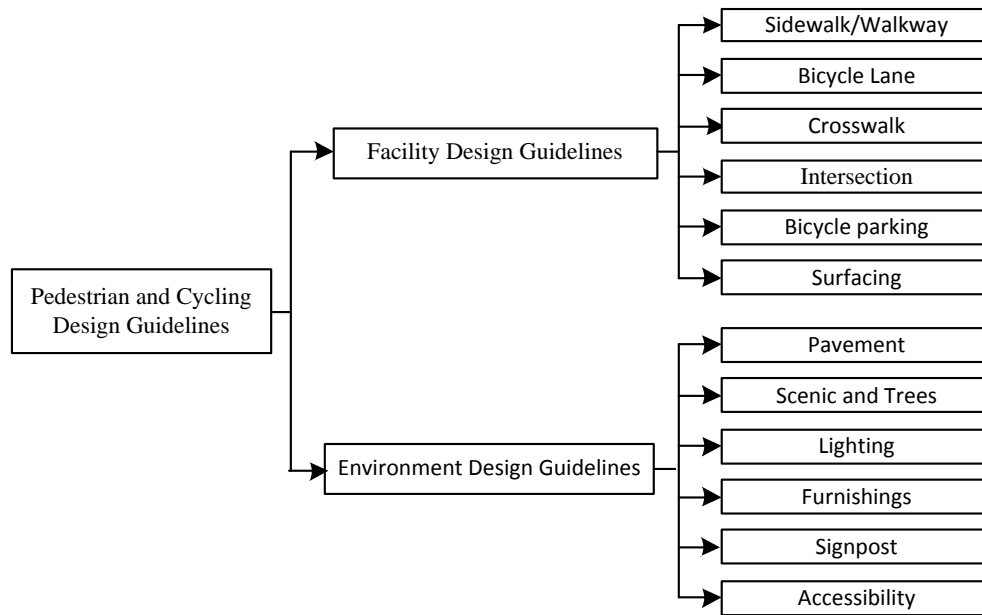 Pedestrian and Cycling
Design Guidelines
Facility Design Guidelines
Sidewalk/Walkway
Bicycle Lane
Crosswalk
Intersection
Bicycle parking
Surfacing
Environment Design Guidelines
Pavement
Scenic and Trees
Lighting
Furnishings
Signpost
Accessibility